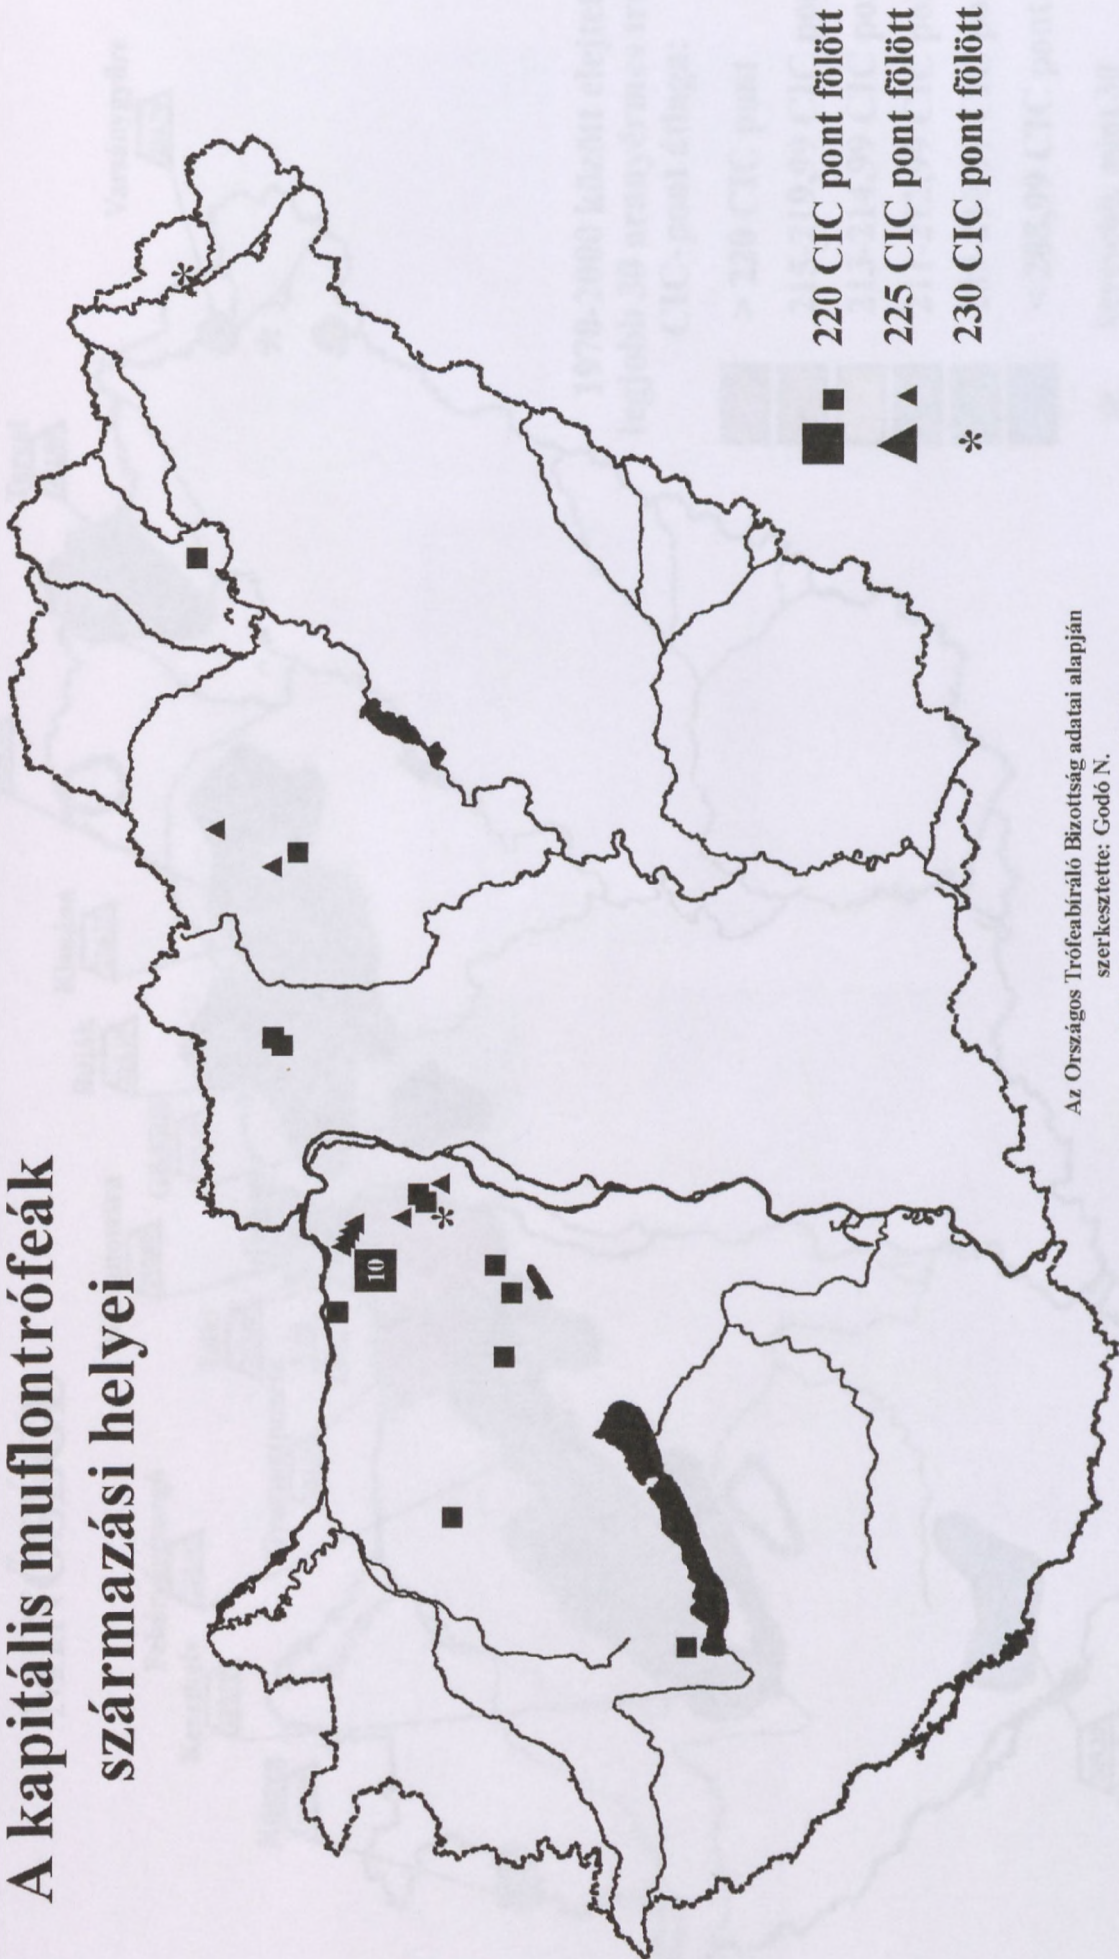 A kapitális muflontrófeák
származási helyei
10
220 CIC pont fölött
225 CIC pont fölött
* 230 CIC pont fölött
Az Országos Trófeabíráló Bizottság adatai alapján
szerkesztette: Godó N.